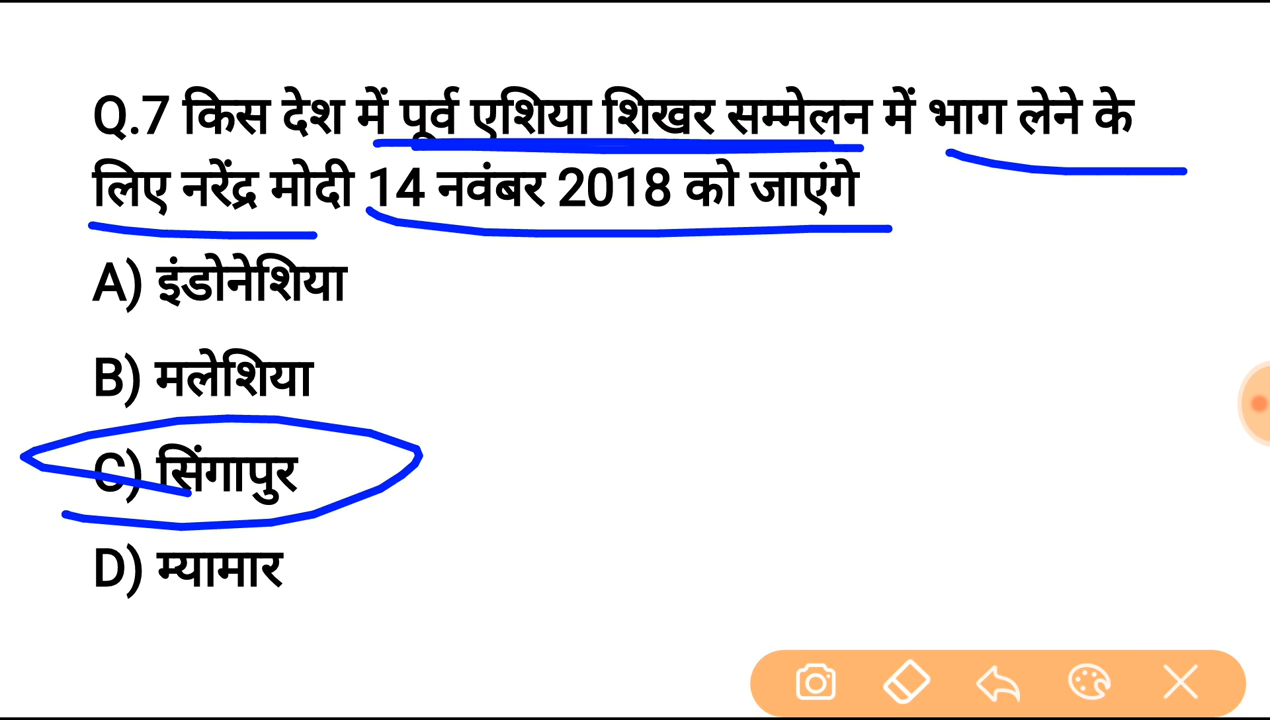 Q.7 किस देश में पूर्व एशिया शिखर सम्मेलन में भाग लेने के
लिए नरेंद्र मोदी 14 नवंबर 2018 को जाएंगे
A) इंडोनेशिया
B) मलेशिया
C) सिंगापुर
D) म्यामार